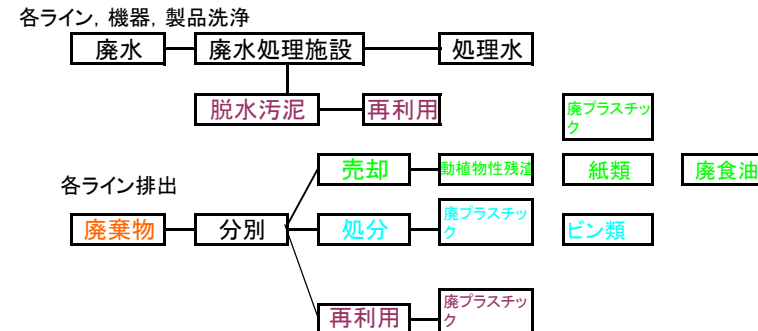 各ライン, 機器, 製品洗浄
廃水
廃水処理施設
処理水
脱水汚泥
再利用
廃プラスチッ
ク
売却
動植物性残渣
紙類
廃食油
各ライン排出
廃棄物
分別
処分
廃プラスチッ
ク
ビン類
再利用
廃プラスチッ
ク